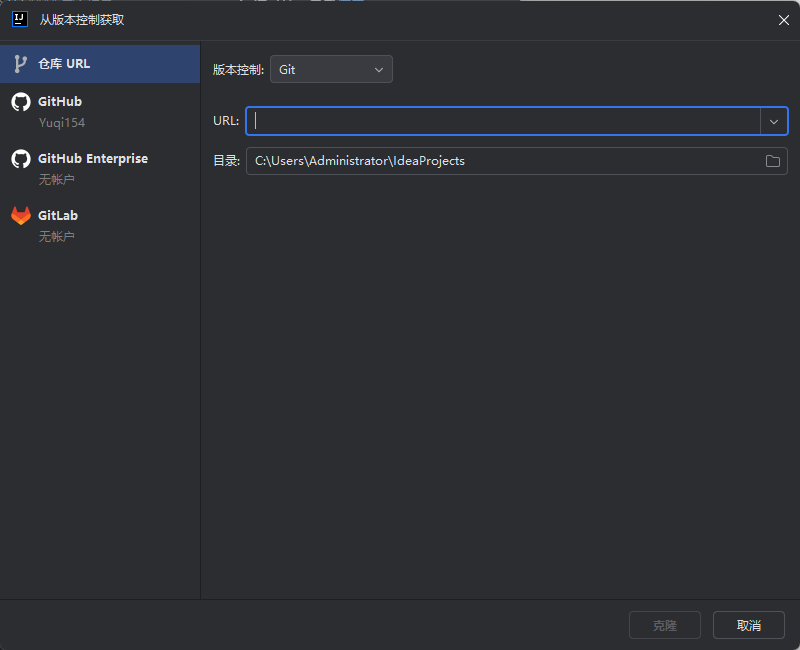 从版本控制获取
仓库 URL
GitHub
Yuqi154
GitHub Enterprise
无帐户
GitLab
无帐户
版本控制: Git
URL:
目录: C:\Users\Administrator\IdeaProjects
克隆 取消